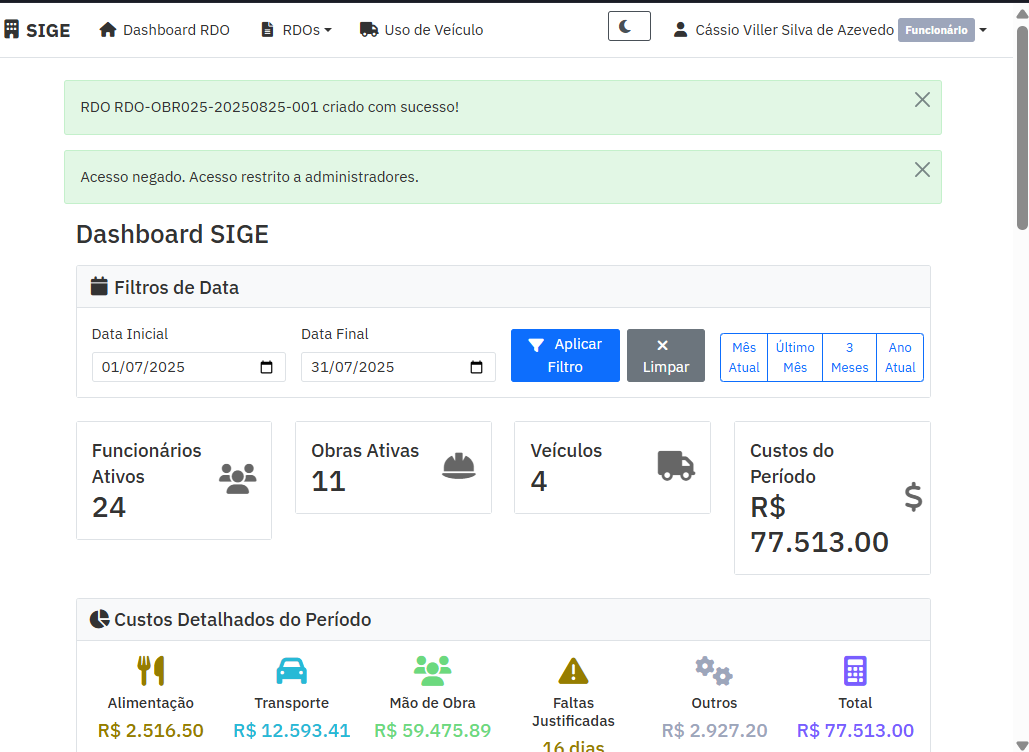 SIGE
Dashboard RDO
RDOs
Uso de Veículo
Cássio Viller Silva de Azevedo
Funcionário
RDO RDO-OBR025-20250825-001 criado com sucesso!
Acesso negado. Acesso restrito a administradores.
Dashboard SIGE
Filtros de Data
Data Inicial
01/07/2025
Data Final
31/07/2025
Aplicar
Filtro
Limpar
Mês
Atual
Último
Mês
3
Meses
Ano
Atual
Funcionários
Ativos
24
Obras Ativas
11
Veículos
4
Custos do
Período
R$
77.513.00
Custos Detalhados do Período
Alimentação
R$ 2.516.50
Transporte
R$ 12.593.41
Mão de Obra
R$ 59.475.89
Faltas
Justificadas
16 dias
Outros
R$ 2.927.20
Total
R$ 77.513.00